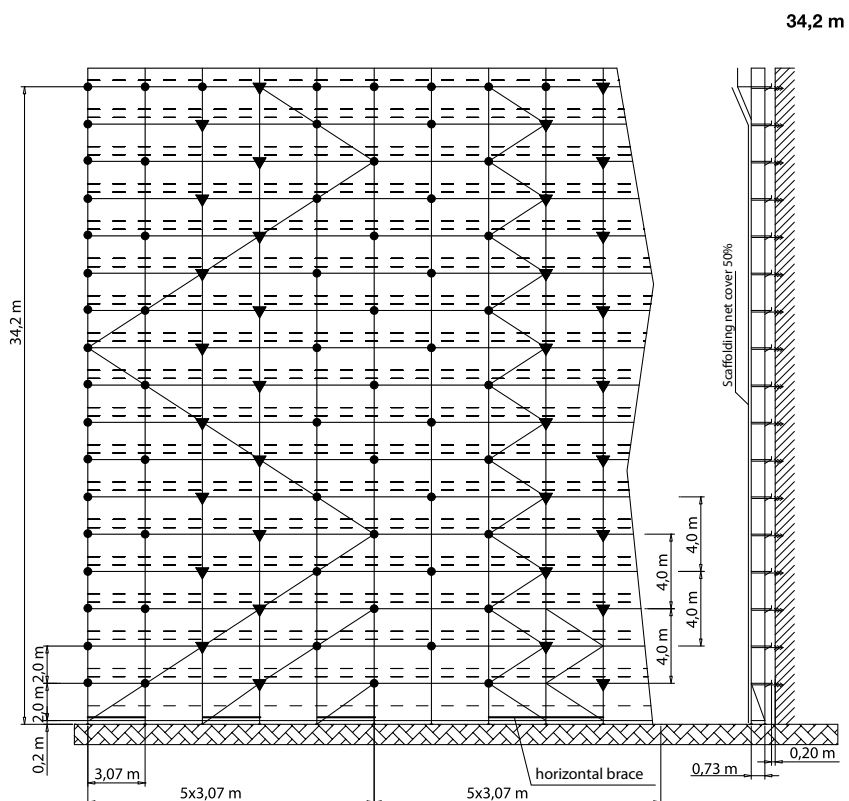 34,2 m
34,2 m
Scaffolding net cover 50%
4,0 m
4,0 m
4,0 m
4,0 m
2,0 m
2,0 m
0,2 m
3,07 m
5x3,07 m
5x3,07 m
horizontal brace
0,73 m
0,20 m